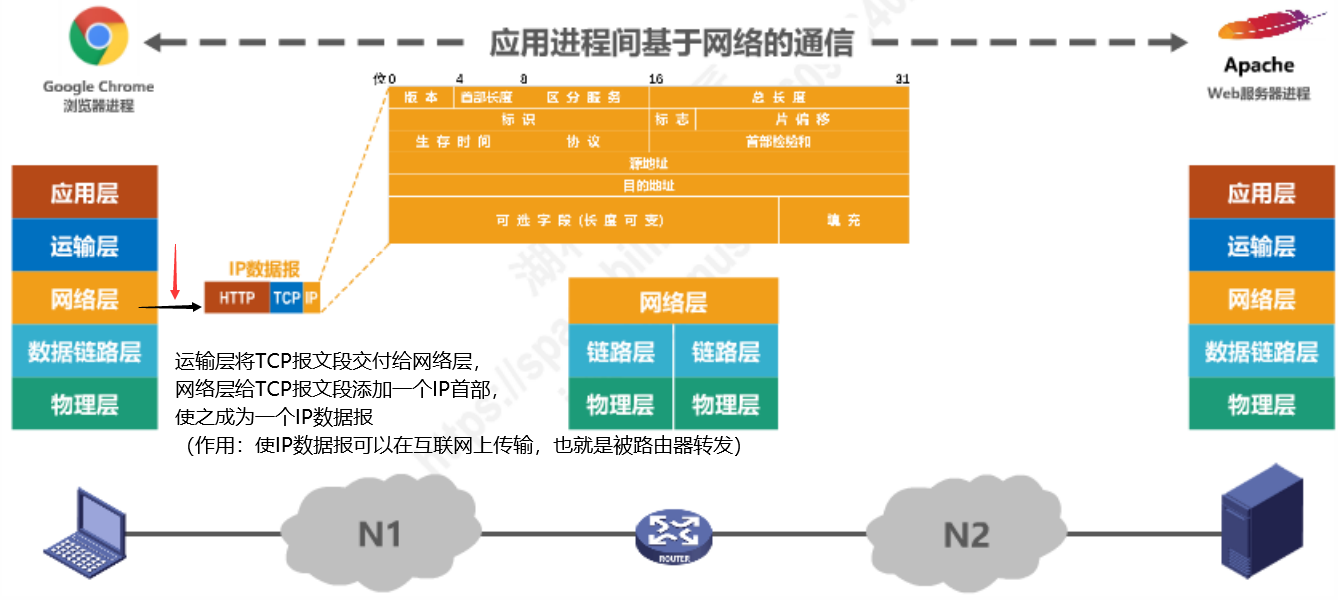 应用进程间基于网络的通信
Google Chrome
浏览器进程
Apache
Web服务器进程
位 0 4 8 16 31
版本 首部长度 区分服务 总长度
标识 标志 片偏移
生存时间 协议 首部检验和
源地址
目的地址
可选字段(长度可变) 填充
应用层
运输层
网络层
数据链路层
物理层
IP数据报
HTTP TCP IP
运输层将TCP报文段交付给网络层,
网络层给TCP报文段添加一个IP首部,
使之成为一个IP数据报
(作用:使IP数据报可以在互联网上传输,也就是被路由器转发)
网络层
链路层 链路层
物理层 物理层
应用层
运输层
网络层
数据链路层
物理层
N1
ROUTER
N2